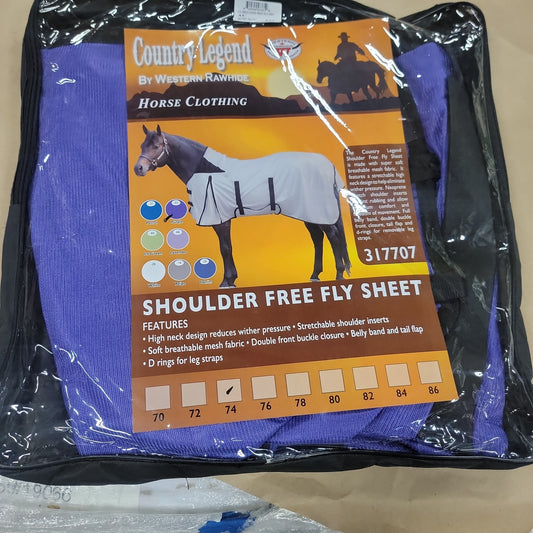 Country Legend
BY WESTERN RAWHIDE
HORSE CLOTHING
The Country Legend
Shoulder Free Fly Sheet
is made with super soft
breathable mesh fabric. It
features a stretchable high
neck design to help eliminate
wither pressure. Neoprene
shoulder inserts
rubbing and allow
comfort and
of movement. Full
belly band, double buckle
front closure, tail flap and
d-rings for removable leg
straps.
317707
SHOULDER FREE FLY SHEET
FEATURES
• High neck design reduces wither pressure • Stretchable shoulder inserts
• Soft breathable mesh fabric • Double front buckle closure • Belly band and tail flap
• D rings for leg straps
70 72 74 76 78 80 82 84 86